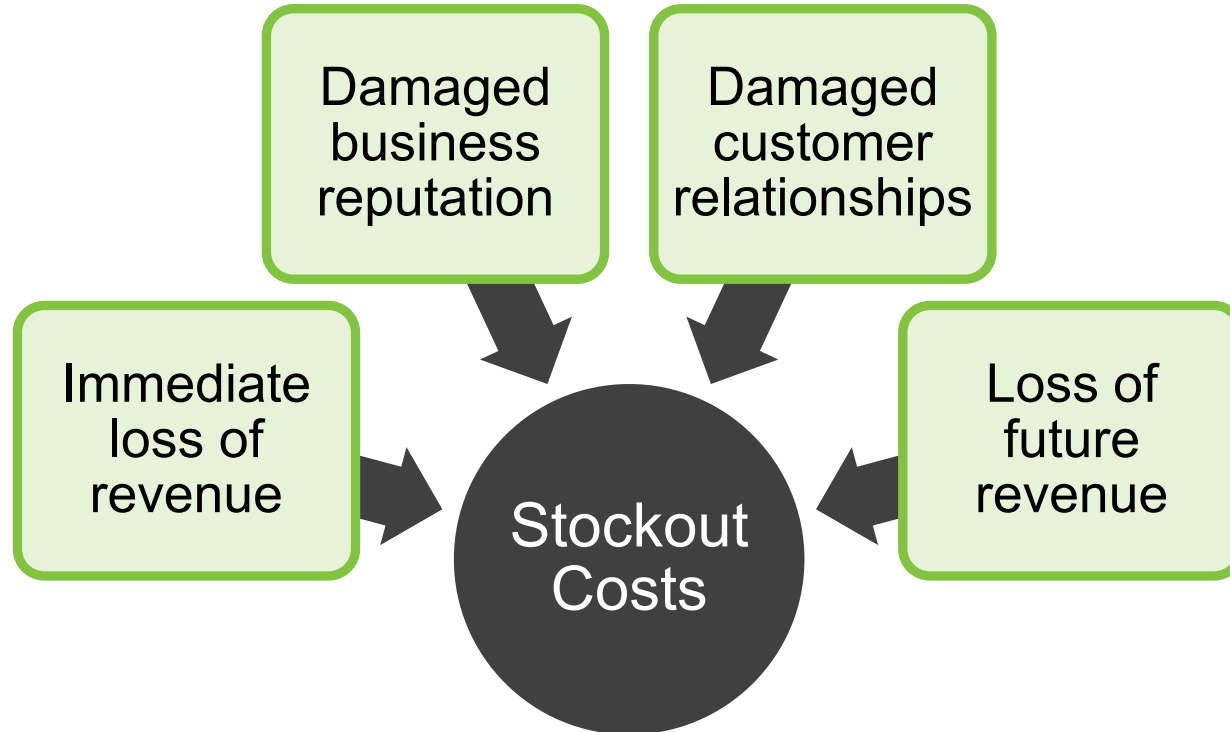 Damaged
business
reputation
Damaged
customer
relationships
Immediate
loss of
revenue
Loss of
future
revenue
Stockout
Costs